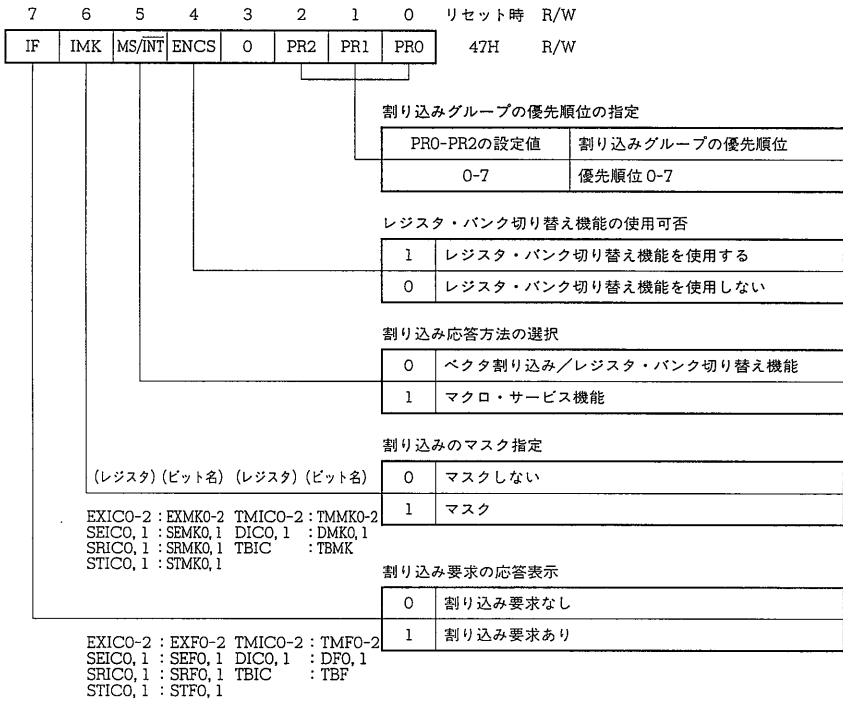 7 6 5 4 3 2 1 0 リセット時 R/W
IF IMK MS/INT ENCS 0 PR2 PR1 PR0 47H R/W
割り込みグループの優先順位の指定
PR0-PR2の設定値 割り込みグループの優先順位
0-7 優先順位 0-7
レジスタ・バンク切り替え機能の使用可否
1 レジスタ・バンク切り替え機能を使用する
0 レジスタ・バンク切り替え機能を使用しない
割り込み応答方法の選択
0 ベクタ割り込み/レジスタ・バンク切り替え機能
1 マクロ・サービス機能
割り込みのマスク指定
(レジスタ) (ビット名) (レジスタ) (ビット名)
0 マスクしない
1 マスク
EXIC0-2 : EXMK0-2 TMIC0-2 : TMMK0-2
SEIC0, 1 : SEMK0, 1 DIC0, 1 : DMK0, 1
SRIC0, 1 : SRMK0, 1 TBIC : TBMK
STIC0, 1 : STMK0, 1
割り込み要求の応答表示
0 割り込み要求なし
1 割り込み要求あり
EXIC0-2 : EXF0-2 TMIC0-2 : TMF0-2
SEIC0, 1 : SEF0, 1 DIC0, 1 : DF0, 1
SRIC0, 1 : SRF0, 1 TBIC : TBF
STIC0, 1 : STF0, 1